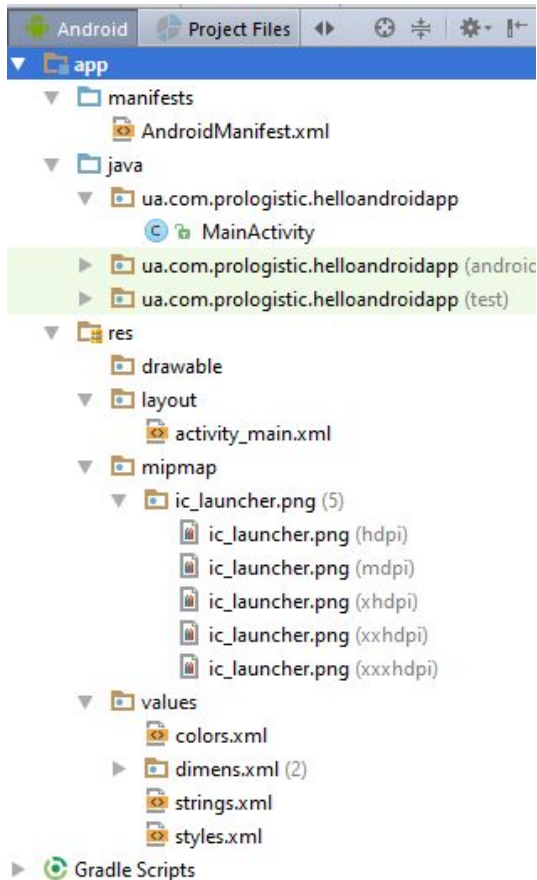 Android Project Files
app
manifests
AndroidManifest.xml
java
ua.com.prologistic.helloandroidapp
MainActivity
ua.com.prologistic.helloandroidapp (android
ua.com.prologistic.helloandroidapp (test)
res
drawable
layout
activity_main.xml
mipmap
ic_launcher.png (5)
ic_launcher.png (hdpi)
ic_launcher.png (mdpi)
ic_launcher.png (xhdpi)
ic_launcher.png (xxhdpi)
ic_launcher.png (xxxhdpi)
values
colors.xml
dimens.xml (2)
strings.xml
styles.xml
Gradle Scripts